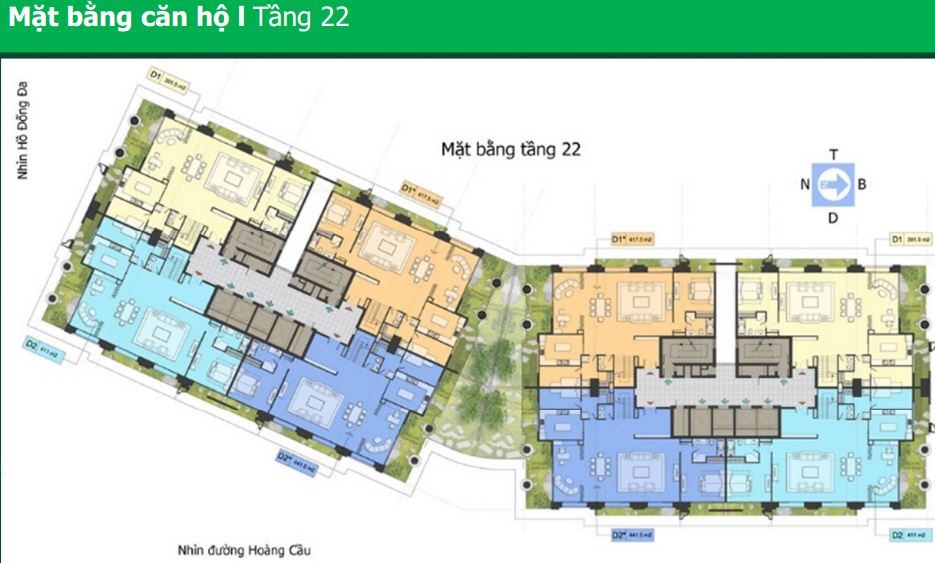 Mặt bằng căn hộ I Tầng 22
Nhìn Hồ Đống Đa
D1 391.5 m2
Mặt bằng tầng 22
T
N B
D
D1* 417.5 m2
D1* 417.5 m2
D1 391.5 m2
D2 411 m2
D2* 441.5 m2
D2* 441.5 m2
D2 411 m2
Nhìn đường Hoàng Cầu